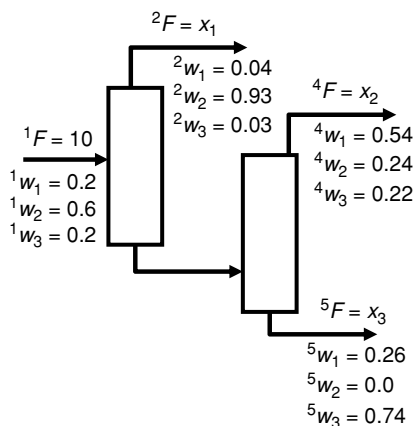 ²F = x₁
²w₁ = 0.04
²w₂ = 0.93
²w₃ = 0.03
¹F = 10
¹w₁ = 0.2
¹w₂ = 0.6
¹w₃ = 0.2
⁴F = x₂
⁴w₁ = 0.54
⁴w₂ = 0.24
⁴w₃ = 0.22
⁵F = x₃
⁵w₁ = 0.26
⁵w₂ = 0.0
⁵w₃ = 0.74